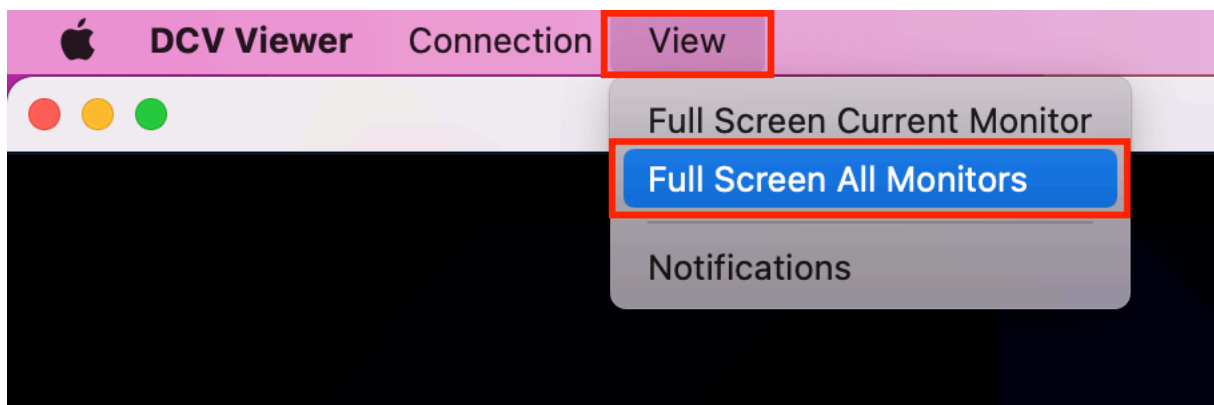 DCV Viewer Connection View
Full Screen Current Monitor
Full Screen All Monitors
Notifications